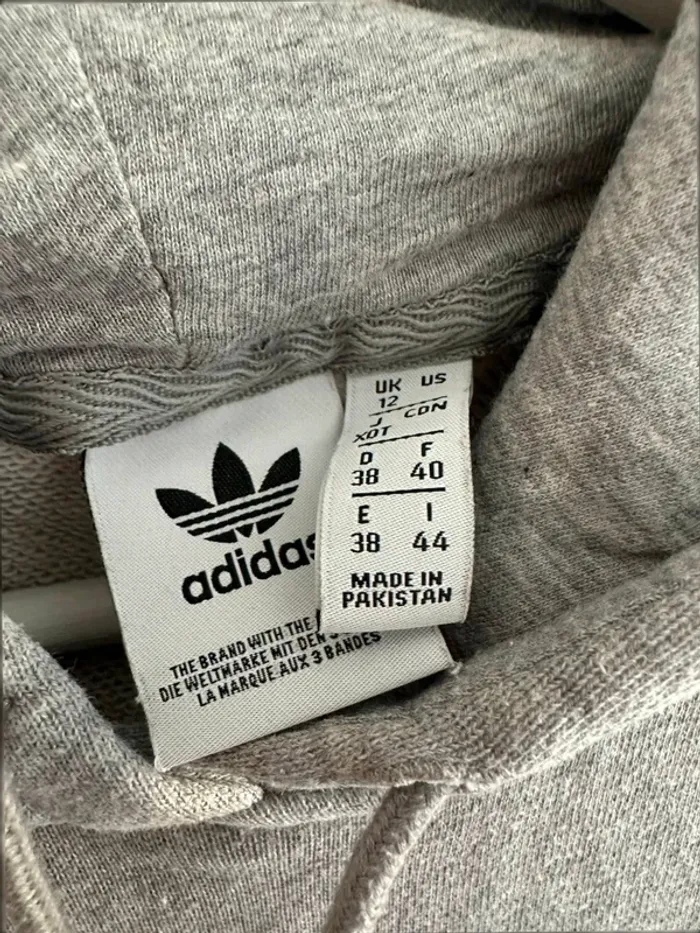 adidas
THE BRAND WITH THE
DIE WELTMARKE MIT DEN
LA MARQUE AUX 3 BANDES
UK US
12
J CDN
XOT
D F
38 40
E I
38 44
MADE IN
PAKISTAN